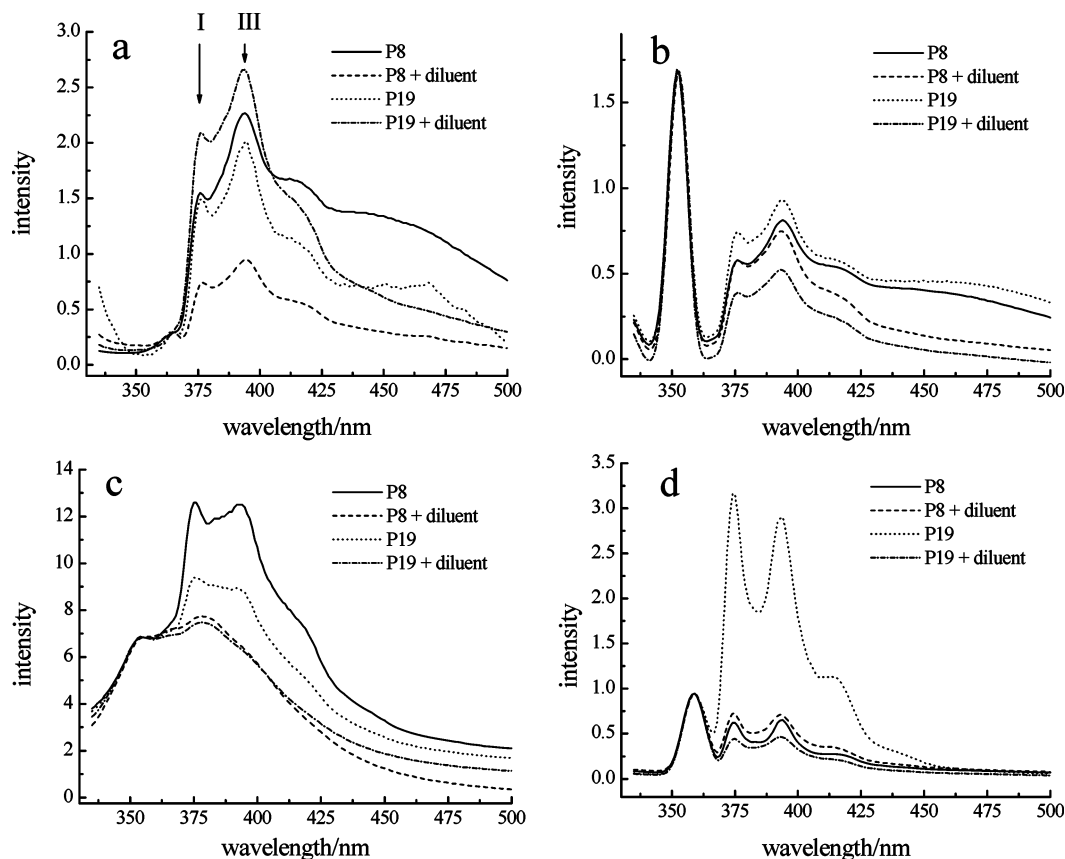 I III
a
3.0
2.5
2.0
1.5
1.0
0.5
0.0
intensity
P8
P8 + diluent
P19
P19 + diluent
350 375 400 425 450 475 500
wavelength/nm
b
1.5
1.0
0.5
0.0
intensity
P8
P8 + diluent
P19
P19 + diluent
350 375 400 425 450 475 500
wavelength/nm
c
14
12
10
8
6
4
2
0
intensity
P8
P8 + diluent
P19
P19 + diluent
350 375 400 425 450 475 500
wavelength/nm
d
3.5
3.0
2.5
2.0
1.5
1.0
0.5
0.0
intensity
P8
P8 + diluent
P19
P19 + diluent
350 375 400 425 450 475 500
wavelength/nm